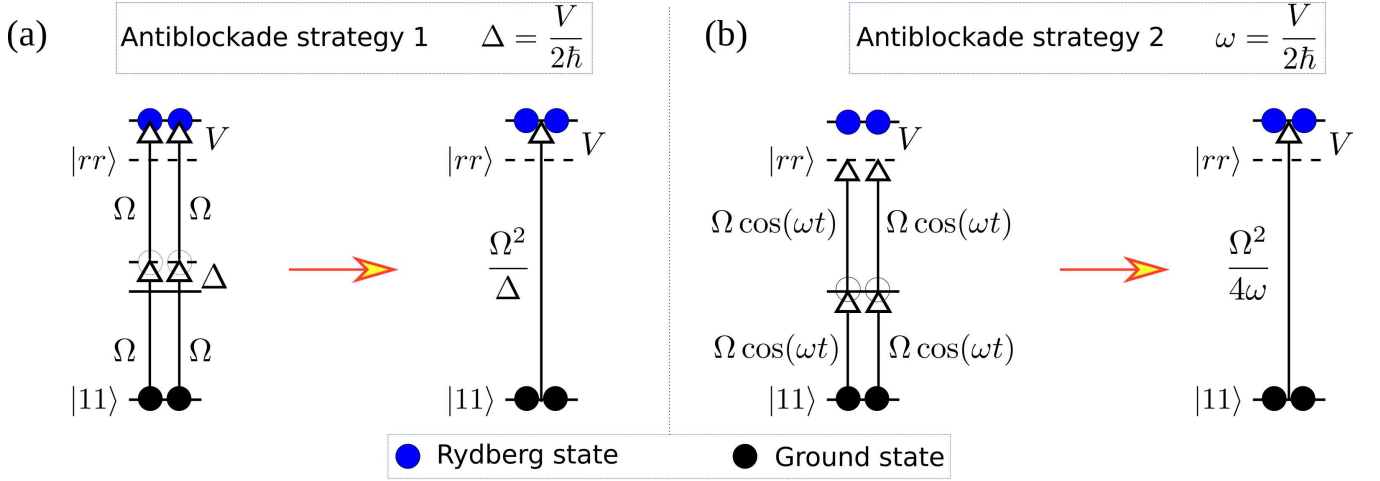 (a) Antiblockade strategy 1 Δ = V/2ħ
V
|rr⟩
Ω Ω
Δ
Ω Ω
|11⟩
V
|rr⟩
Ω²/Δ
|11⟩
(b) Antiblockade strategy 2 ω = V/2ħ
V
|rr⟩
Ω cos(ωt) Ω cos(ωt)
Ω cos(ωt) Ω cos(ωt)
|11⟩
V
|rr⟩
Ω²/4ω
|11⟩
Rydberg state Ground state